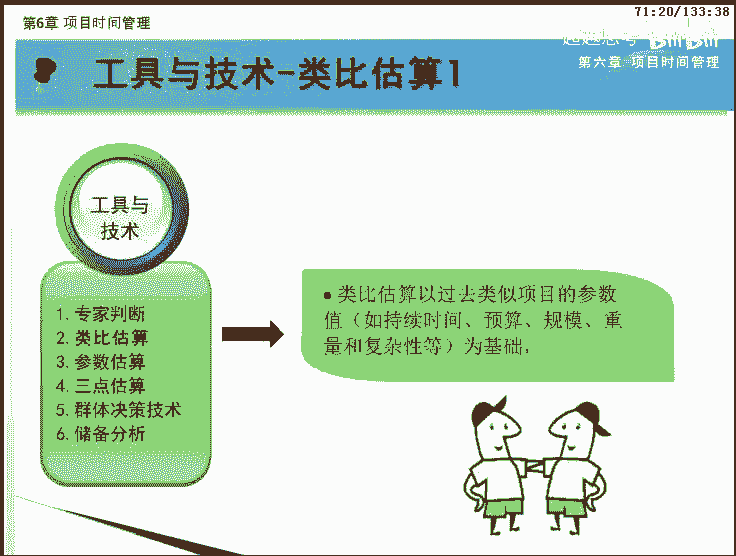 第6章 项目时间管理
71:20/133:38
第六章 项目时间管理
工具与技术-类比估算1
工具与
技术
1. 专家判断
2. 类比估算
3. 参数估算
4. 三点估算
5. 群体决策技术
6. 储备分析
• 类比估算以过去类似项目的参数
值（如持续时间、预算、规模、重
量和复杂性等）为基础，